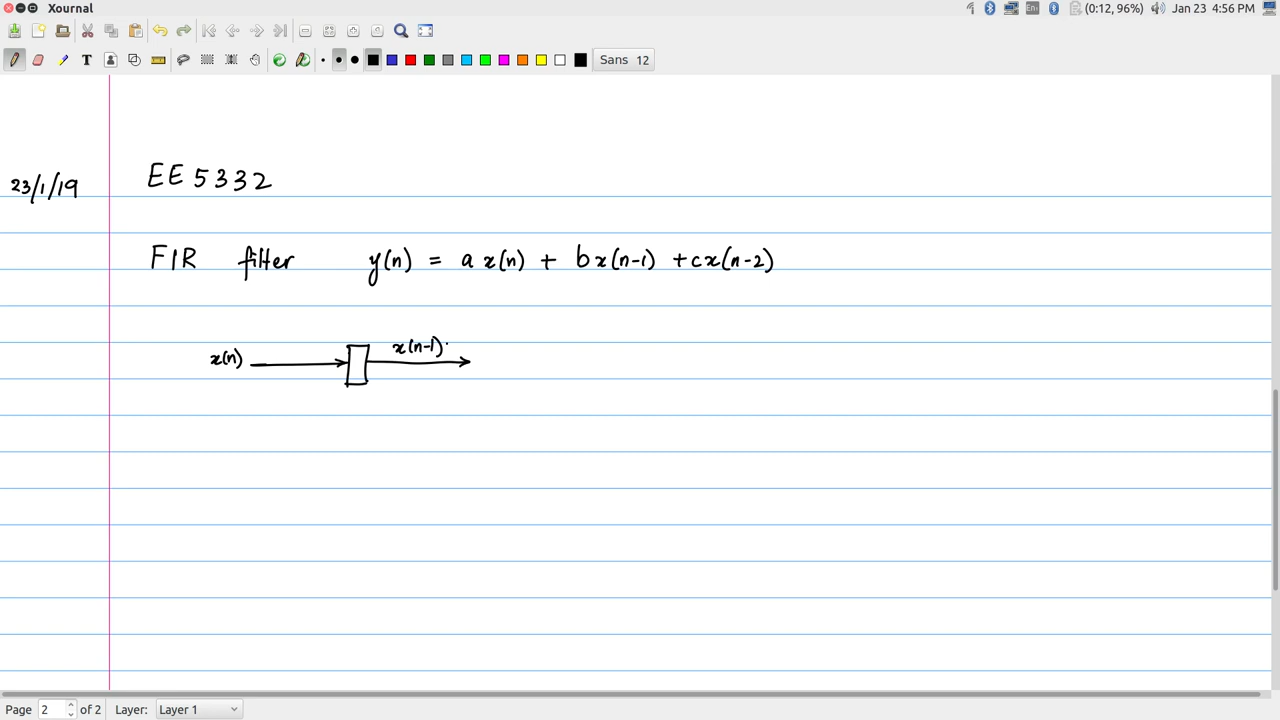 Xournal
(0:12, 96%) Jan 23 4:56 PM
Sans 12
23/1/19 EE 5332
FIR filter y(n) = a x(n) + b x(n-1) + c x(n-2)
x(n) x(n-1)
Page 2 of 2 Layer: Layer 1